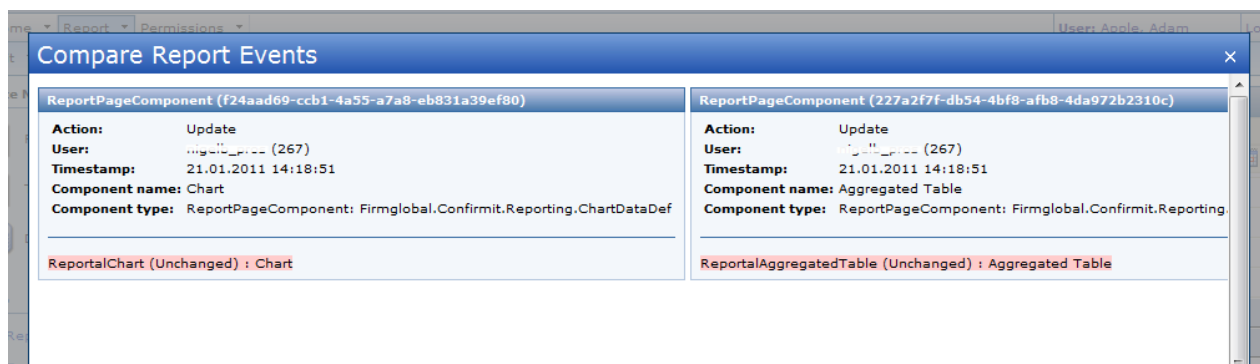 me Report Permissions User: Apple, Adam Lo
Compare Report Events ×
ReportPageComponent (f24aad69-ccb1-4a55-a7a8-eb831a39ef80)
Action: Update
User: (267)
Timestamp: 21.01.2011 14:18:51
Component name: Chart
Component type: ReportPageComponent: Firmglobal.Confirmit.Reporting.ChartDataDef
ReportalChart (Unchanged) : Chart
ReportPageComponent (227a2f7f-db54-4bf8-afb8-4da972b2310c)
Action: Update
User: (267)
Timestamp: 21.01.2011 14:18:51
Component name: Aggregated Table
Component type: ReportPageComponent: Firmglobal.Confirmit.Reporting.
ReportalAggregatedTable (Unchanged) : Aggregated Table